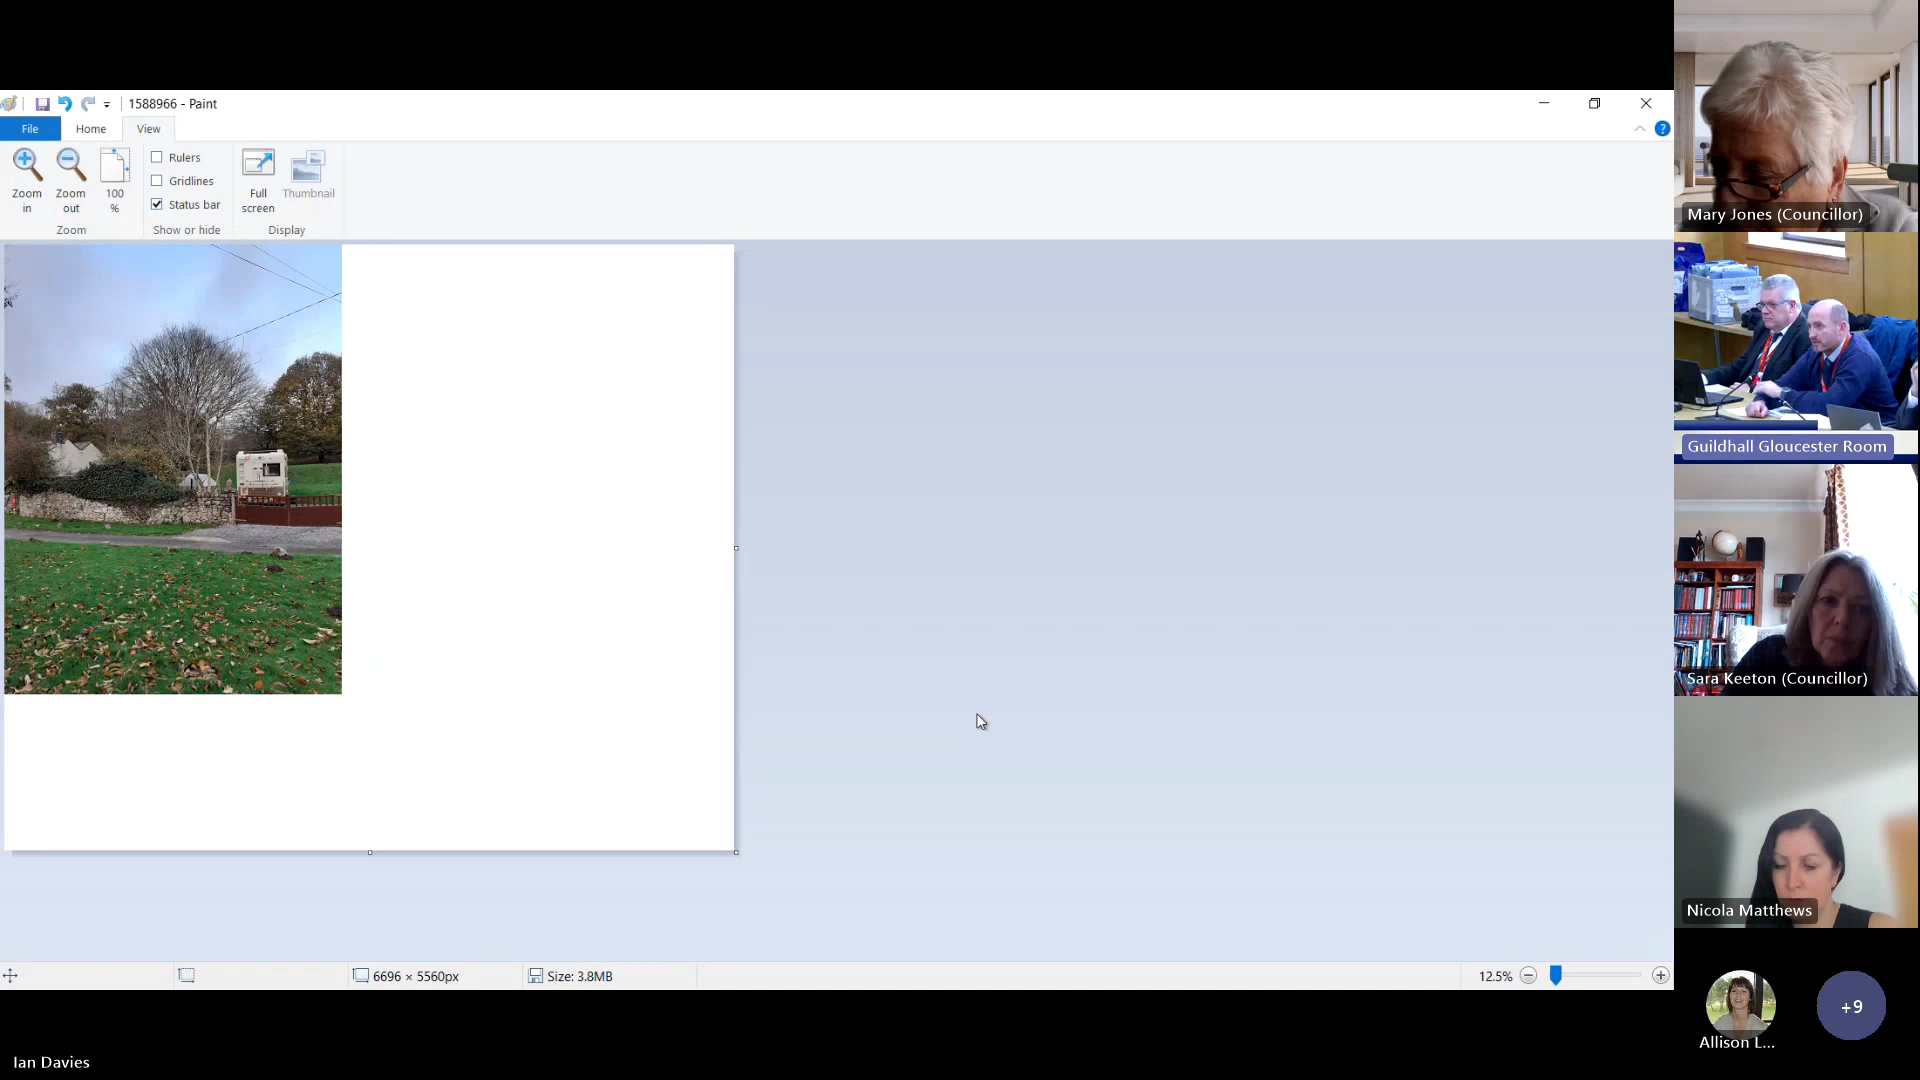 1588966 - Paint
File
Home
View
Zoom
in
Zoom
out
100
%
Rulers
Gridlines
Status bar
Full
screen
Thumbnail
Zoom
Show or hide
Display
6696 × 5560px
Size: 3.8MB
12.5%
Mary Jones (Councillor)
Guildhall Gloucester Room
Sara Keeton (Councillor)
Nicola Matthews
Allison L...
+9
Ian Davies